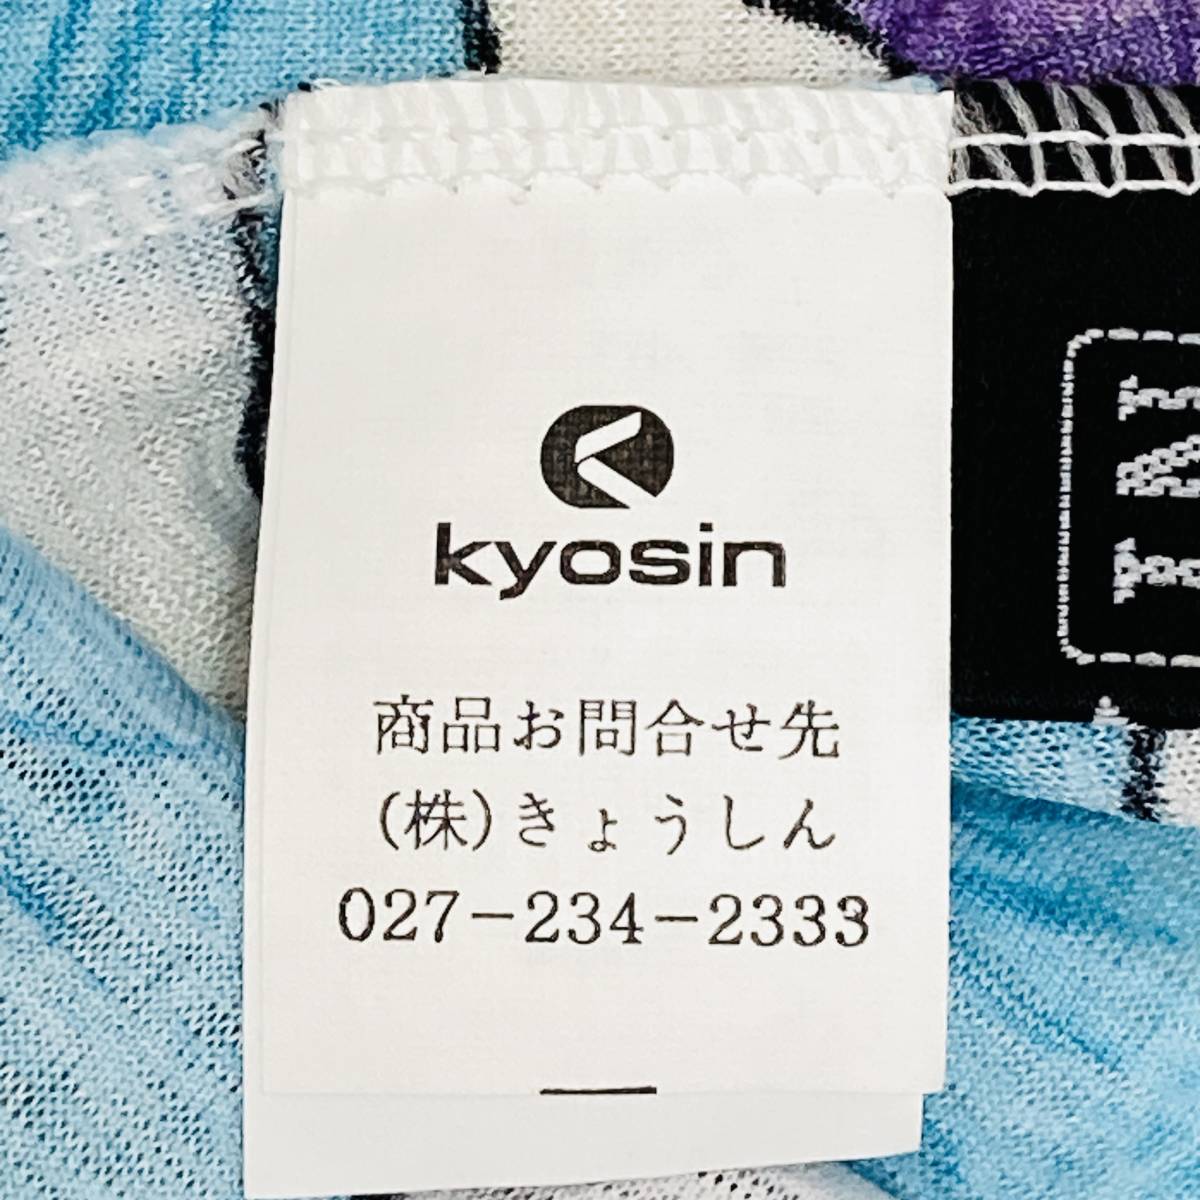 kyosin
商品お問合せ先
(株)きょうしん
027-234-2333